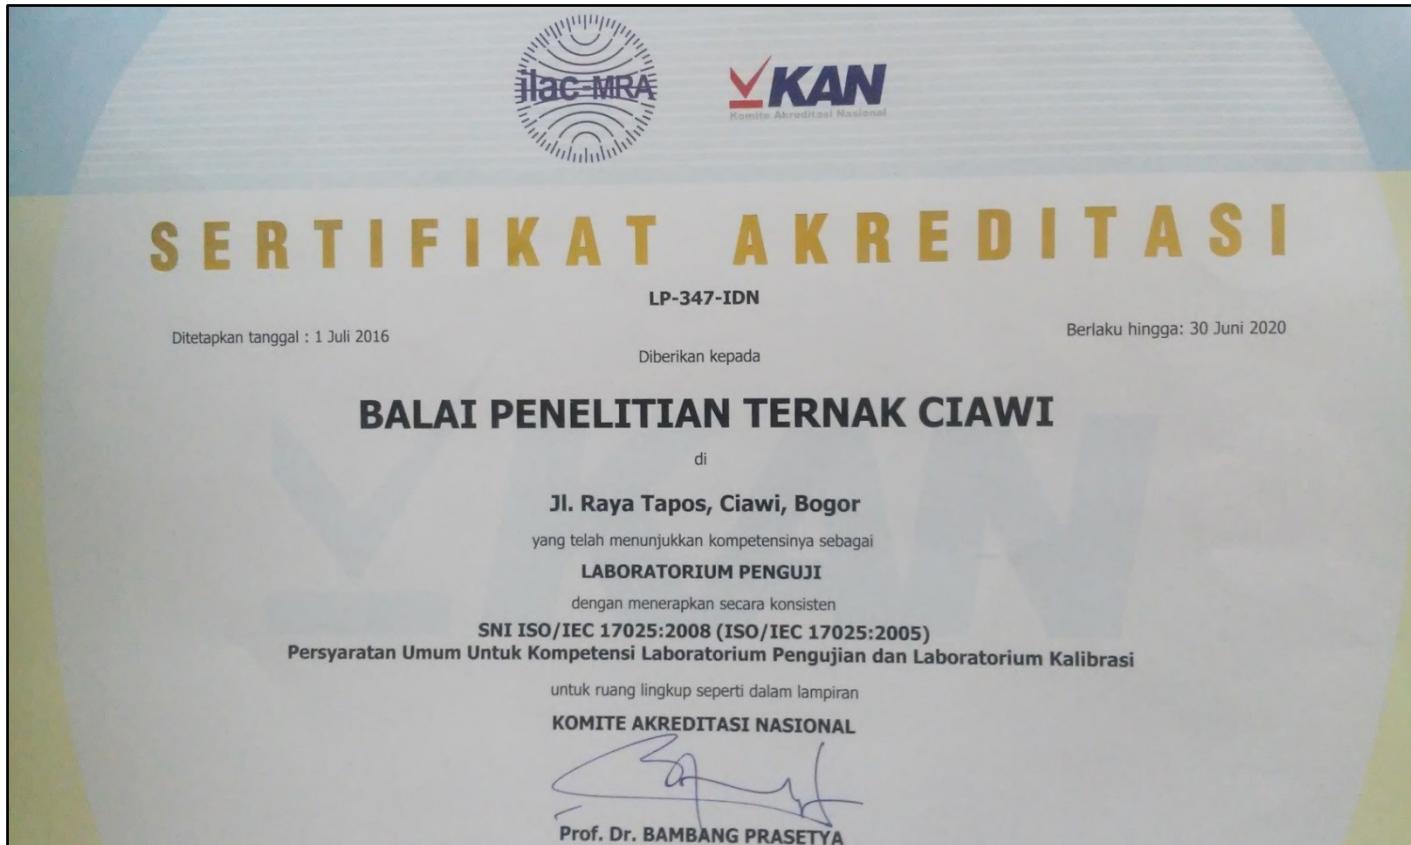 ilac-MRA
KAN
Komite Akreditasi Nasional
SERTIFIKAT AKREDITASI
LP-347-IDN
Ditetapkan tanggal : 1 Juli 2016
Berlaku hingga: 30 Juni 2020
Diberikan kepada
BALAI PENELITIAN TERNAK CIAWI
di
Jl. Raya Tapos, Ciawi, Bogor
yang telah menunjukkan kompetensinya sebagai
LABORATORIUM PENGUJI
dengan menerapkan secara konsisten
SNI ISO/IEC 17025:2008 (ISO/IEC 17025:2005)
Persyaratan Umum Untuk Kompetensi Laboratorium Pengujian dan Laboratorium Kalibrasi
untuk ruang lingkup seperti dalam lampiran
KOMITE AKREDITASI NASIONAL
Prof. Dr. BAMBANG PRASETYA